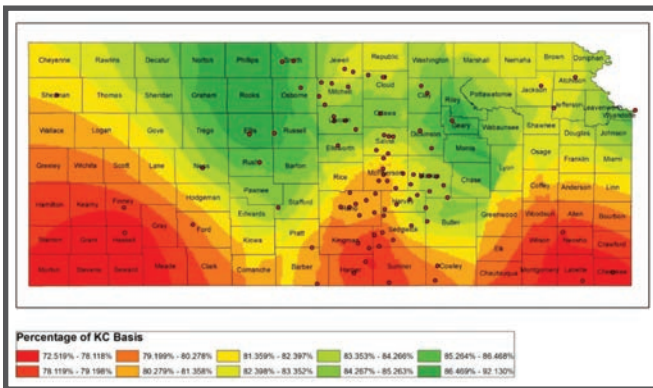 Cheyenne Rawlins Decatur Norton Phillips Smith Jewell Republic Washington Marshall Nemaha Brown Doniphan
Sherman Thomas Sheridan Graham Rooks Osborne Mitchell Cloud Clay Riley Pottawatomie Jackson Atchison
Jefferson Leavenworth Wyandotte
Wallace Logan Gove Trego Ellis Russell Ottawa Dickinson Geary Wabaunsee Shawnee Douglas Johnson
Ellsworth Saline Morris Osage Franklin Miami
Greeley Wichita Scott Lane Ness Rush Barton Rice McPherson Chase Lyon Coffey Anderson Linn
Hamilton Kearny Finney Hodgeman Pawnee Stafford Edwards Harvey Butler Greenwood Woodson Allen Bourbon
Stanton Grant Haskell Gray Ford Kiowa Pratt Kingman Sedgwick Elk Wilson Neosho Crawford
Morton Stevens Seward Meade Clark Comanche Barber Harper Sumner Cowley Chautauqua Montgomery Labette Cherokee
Percentage of KC Basis
72.519% - 78.118% 79.199% - 80.278% 81.359% - 82.397% 83.353% - 84.266% 85.264% - 86.468%
78.119% - 79.198% 80.279% - 81.358% 82.398% - 83.352% 84.267% - 85.263% 86.469% - 92.130%